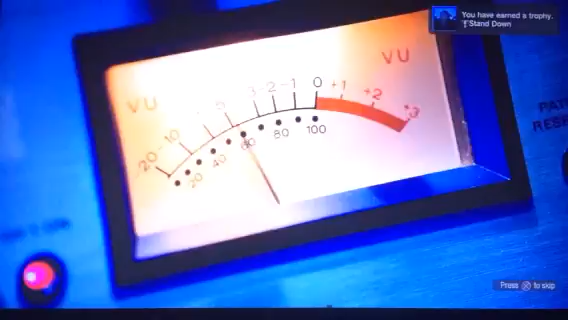 You have earned a trophy.
Stand Down
VU
VU
20 10 5 3 2 1 0 +1 +2 +3
20 40 60 80 100
Press ⓧ to skip